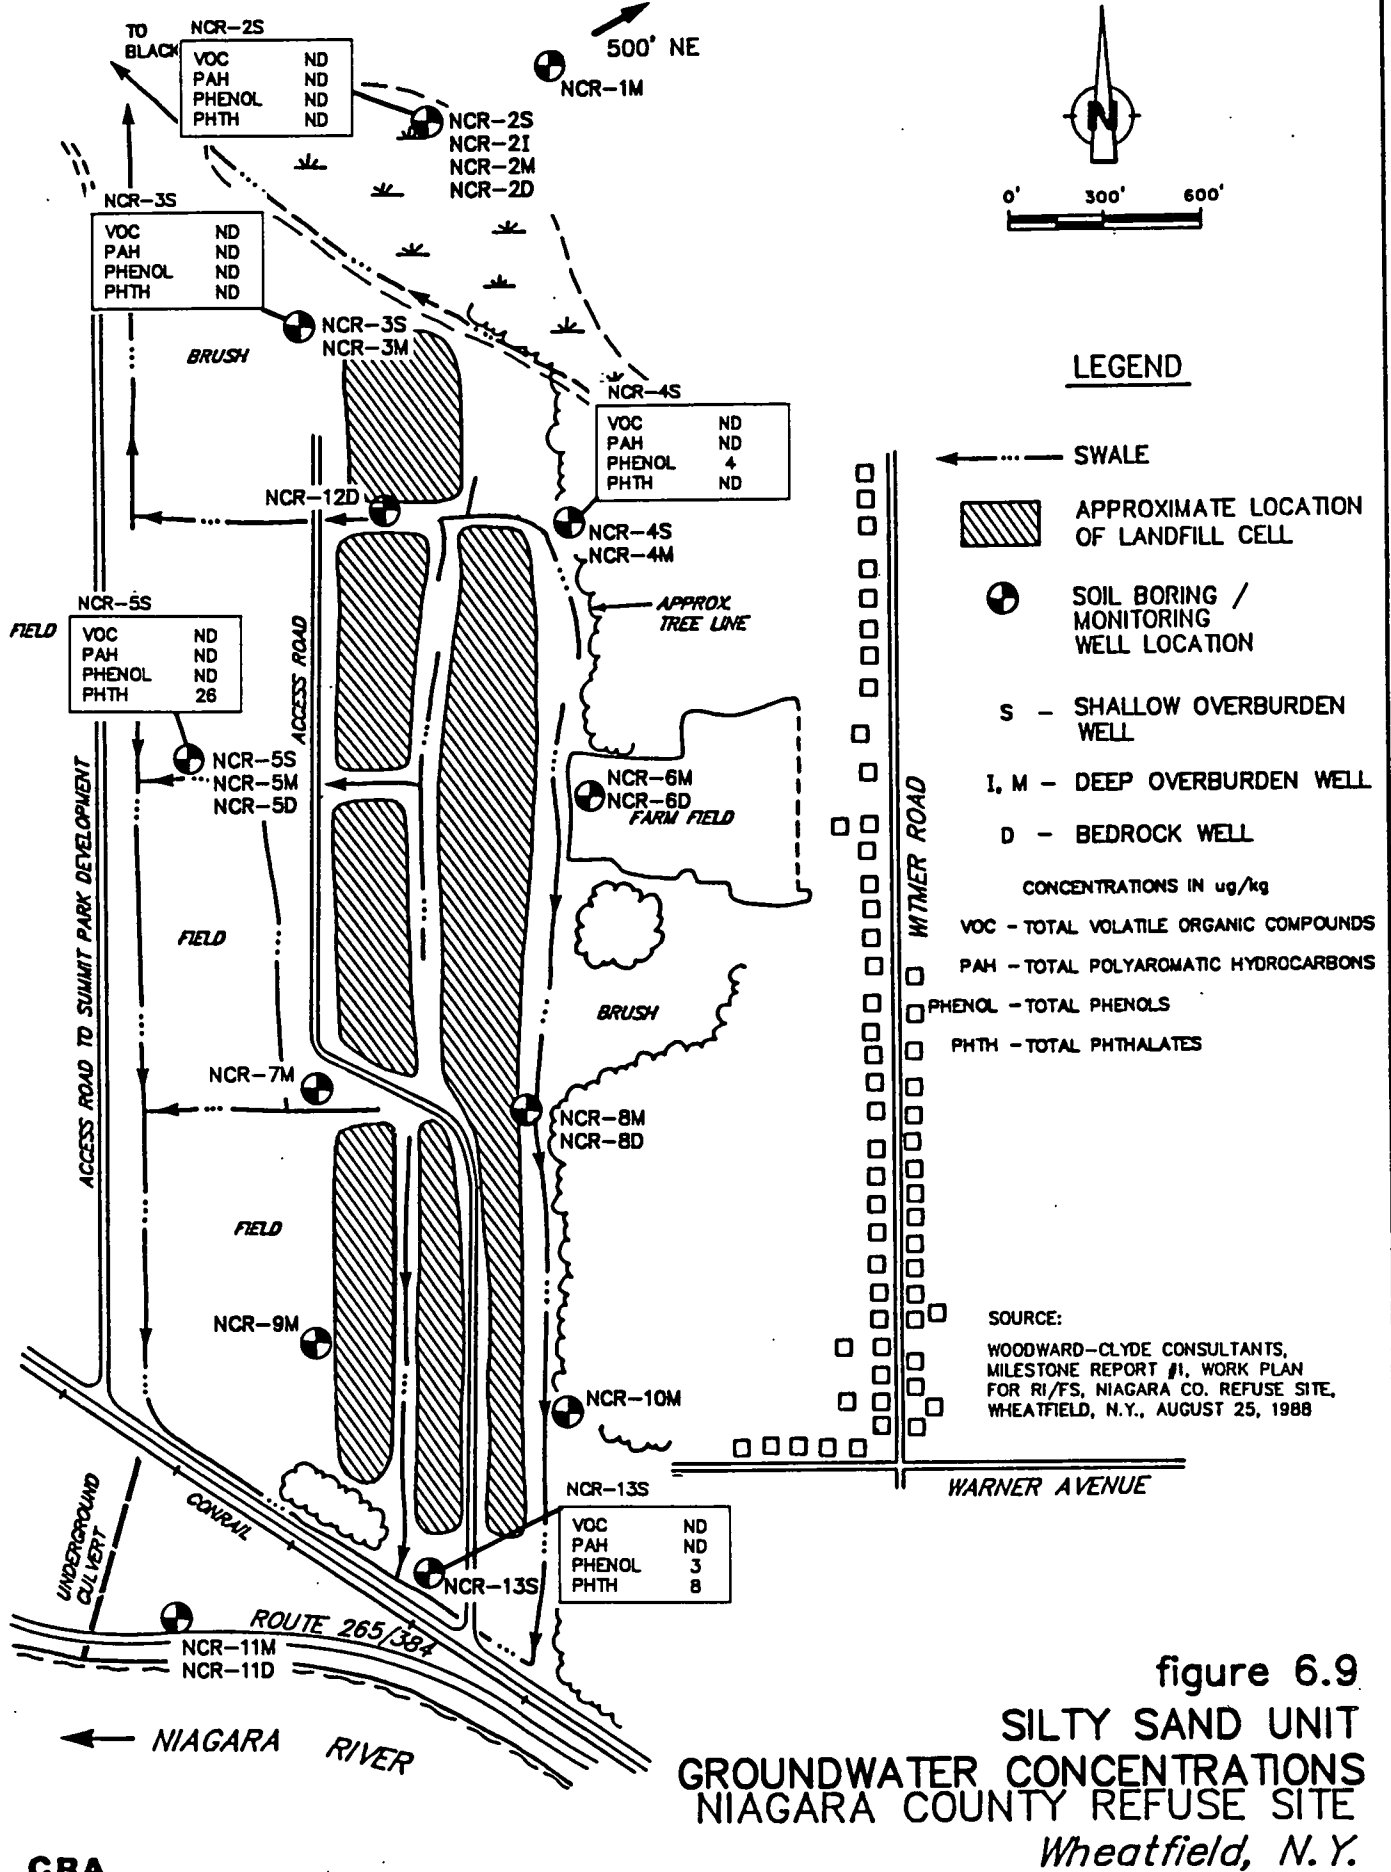 TO
BLACK
NCR-2S
VOC ND
PAH ND
PHENOL ND
PHTH ND
500' NE
NCR-1M
NCR-2S
NCR-2I
NCR-2M
NCR-2D
N
0' 300' 600'
NCR-3S
VOC ND
PAH ND
PHENOL ND
PHTH ND
NCR-3S
NCR-3M
BRUSH
NCR-4S
VOC ND
PAH ND
PHENOL 4
PHTH ND
NCR-12D
NCR-4S
NCR-4M
APPROX.
TREE LINE
NCR-5S
FIELD
VOC ND
PAH ND
PHENOL ND
PHTH 26
ACCESS ROAD
NCR-5S
NCR-5M
NCR-5D
NCR-6M
NCR-6D
FARM FIELD
ACCESS ROAD TO SUMMIT PARK DEVELOPMENT
WITMER ROAD
FIELD
BRUSH
NCR-7M
NCR-8M
NCR-8D
FIELD
NCR-9M
NCR-10M
WARNER AVENUE
NCR-13S
VOC ND
PAH ND
PHENOL 3
PHTH 8
NCR-13S
CONRAIL
UNDERGROUND
CULVERT
ROUTE 265/384
NCR-11M
NCR-11D
NIAGARA RIVER
LEGEND
SWALE
APPROXIMATE LOCATION
OF LANDFILL CELL
SOIL BORING /
MONITORING
WELL LOCATION
S - SHALLOW OVERBURDEN
WELL
I, M - DEEP OVERBURDEN WELL
D - BEDROCK WELL
CONCENTRATIONS IN ug/kg
VOC - TOTAL VOLATILE ORGANIC COMPOUNDS
PAH - TOTAL POLYAROMATIC HYDROCARBONS
PHENOL - TOTAL PHENOLS
PHTH - TOTAL PHTHALATES
SOURCE:
WOODWARD-CLYDE CONSULTANTS,
MILESTONE REPORT #1, WORK PLAN
FOR RI/FS, NIAGARA CO. REFUSE SITE,
WHEATFIELD, N.Y., AUGUST 25, 1988
figure 6.9
SILTY SAND UNIT
GROUNDWATER CONCENTRATIONS
NIAGARA COUNTY REFUSE SITE
Wheatfield, N.Y.
CRA